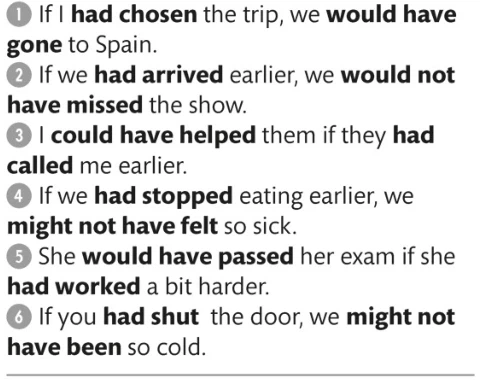 1 If I had chosen the trip, we would have
gone to Spain.
2 If we had arrived earlier, we would not
have missed the show.
3 I could have helped them if they had
called me earlier.
4 If we had stopped eating earlier, we
might not have felt so sick.
5 She would have passed her exam if she
had worked a bit harder.
6 If you had shut the door, we might not
have been so cold.